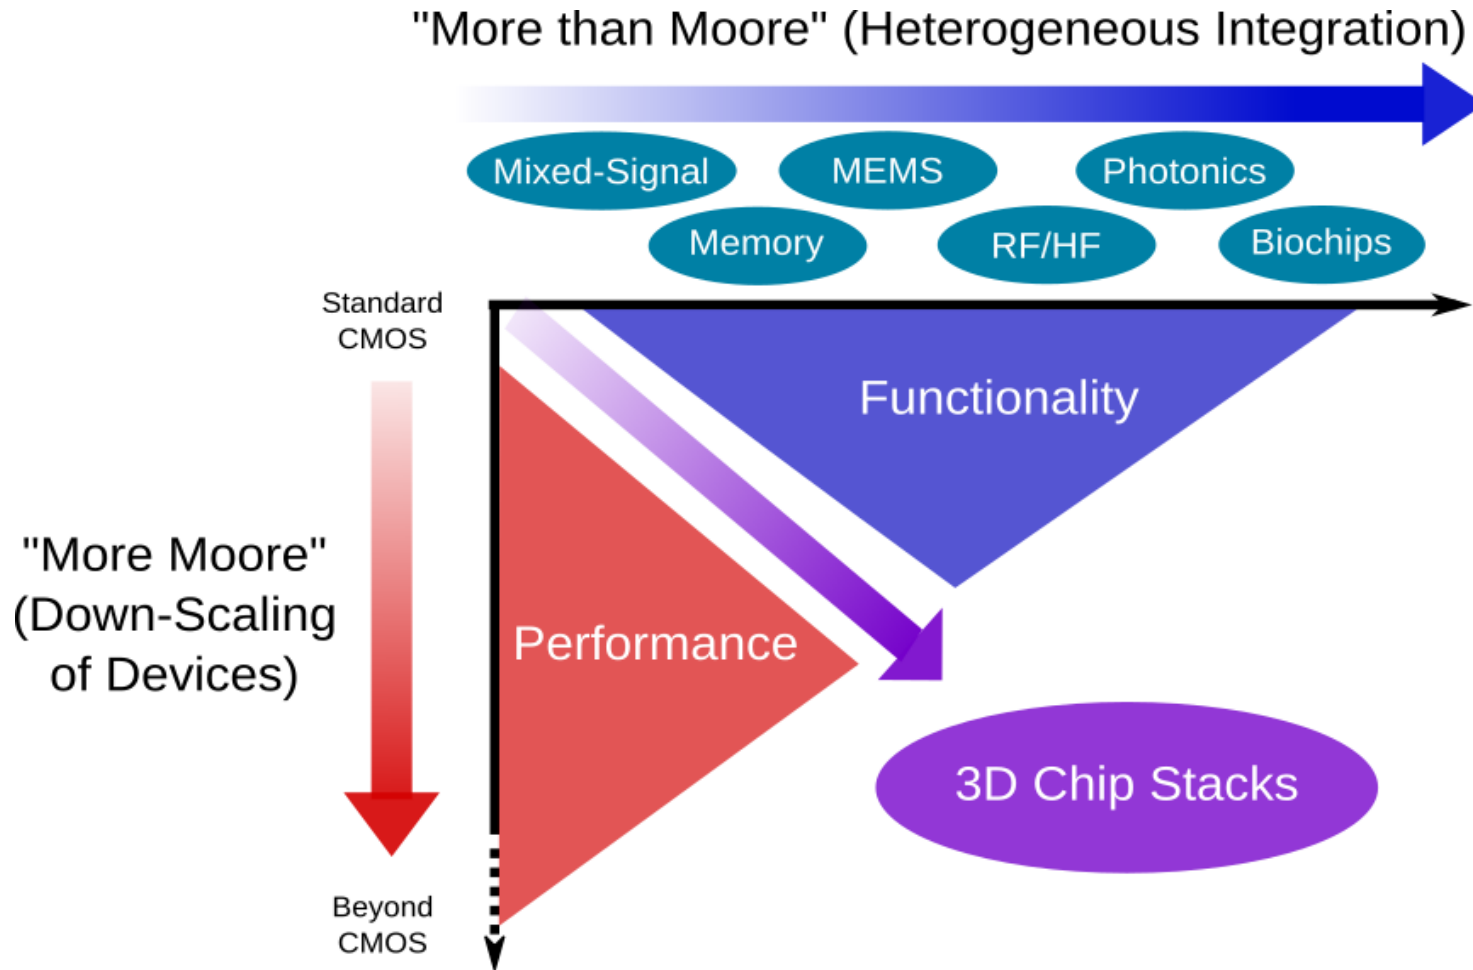 "More than Moore" (Heterogeneous Integration)
Mixed-Signal
MEMS
Photonics
Memory
RF/HF
Biochips
Standard
CMOS
Functionality
"More Moore"
(Down-Scaling
of Devices)
Performance
3D Chip Stacks
Beyond
CMOS